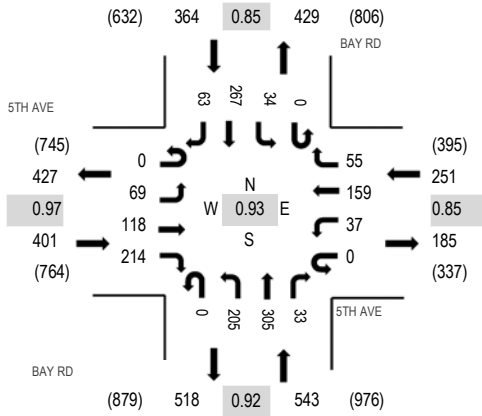 (632) 364 0.85 429 (806)
BAY RD
63 267 34 0
5TH AVE
(745) (395)
0 55
427 251
69 N 159
0.97 W 0.93 E 0.85
118 S 37
401 185
214 0
(764) (337)
0 205 305 33
5TH AVE
BAY RD
(879) 518 0.92 543 (976)